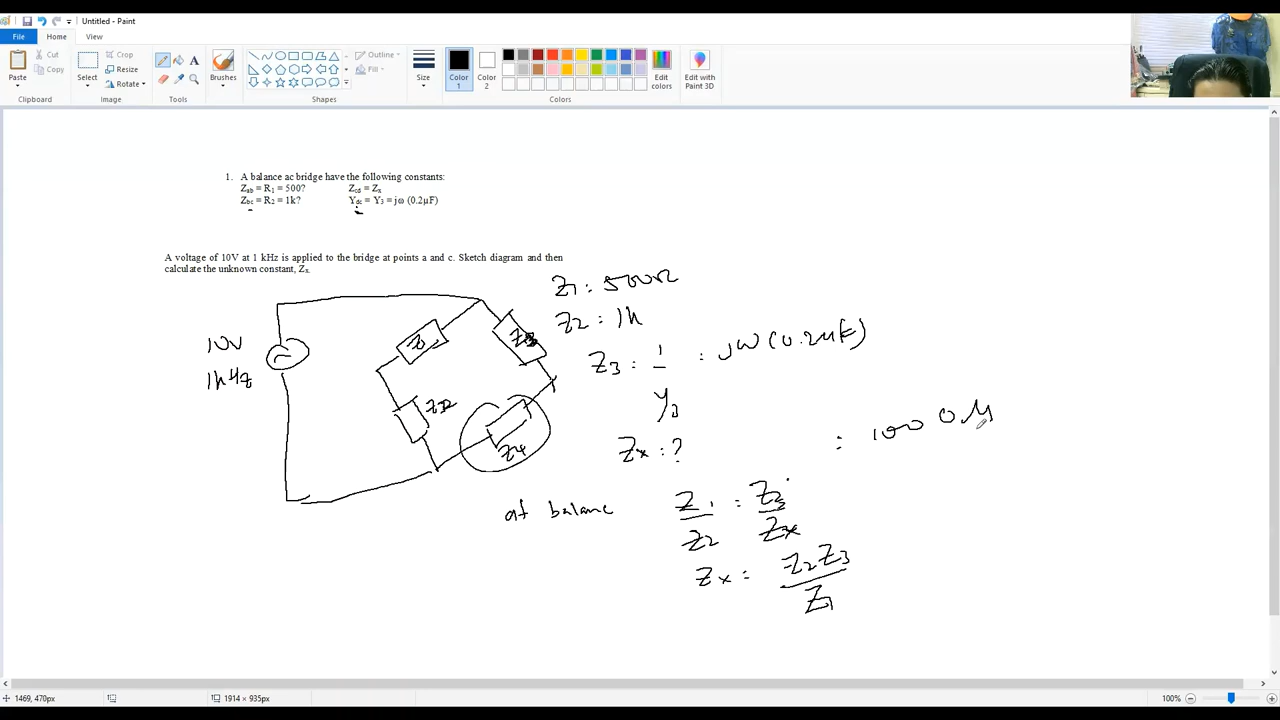 Untitled - Paint
File
Home
View
Cut
Copy
Paste
Clipboard
Crop
Resize
Rotate
Select
Image
A
Tools
Brushes
Outline
Fill
Shapes
Size
Color
1
Color
2
Edit
colors
Colors
Edit with
Paint 3D
1. A balance ac bridge have the following constants:
Zab = R1 = 500? Zcd = Zx
Zbc = R2 = 1k? Ydc = Y3 = jω (0.2μF)
A voltage of 10V at 1 kHz is applied to the bridge at points a and c. Sketch diagram and then
calculate the unknown constant, Zx.
10V
1kHz
Z4
Z1 = 500Ω
Z2 = 1k
Z3 = 1/Y3 = jω(0.2μF)
Zx = ?
at balance Z1/Z2 = Z3/Zx
Zx = Z2Z3/Z1
1469, 470px
1914 × 935px
100%